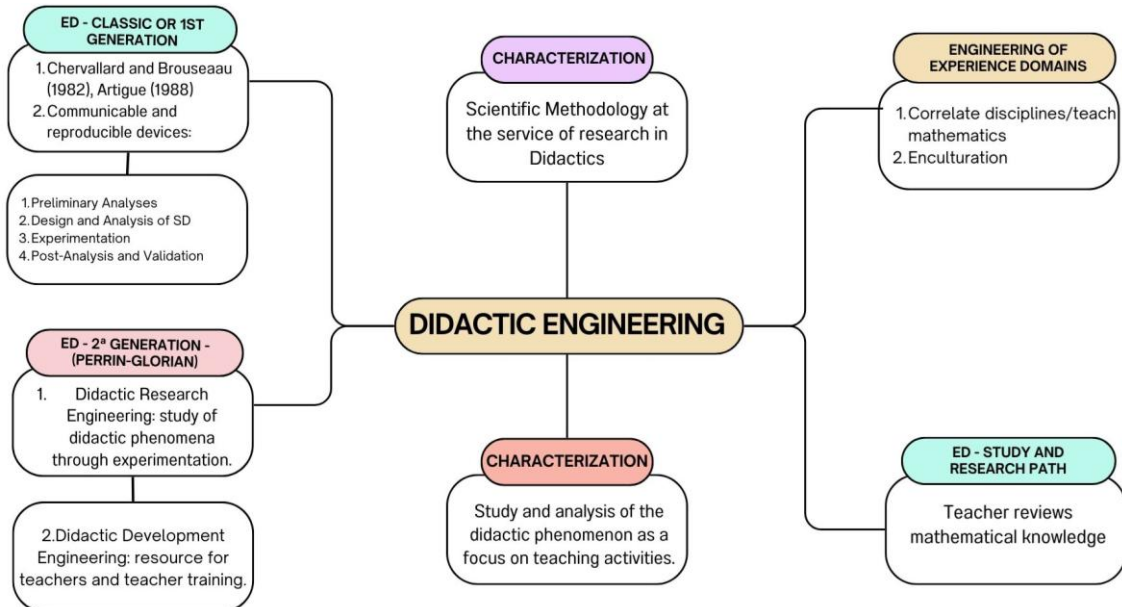 ED - CLASSIC OR 1ST
GENERATION
1. Chervallard and Brouseaau
(1982), Artigue (1988)
2. Communicable and
reproducible devices:
1. Preliminary Analyses
2. Design and Analysis of SD
3. Experimentation
4. Post-Analysis and Validation
ED - 2ª GENERATION -
(PERRIN-GLORIAN)
1. Didactic Research
Engineering: study of
didactic phenomena
through experimentation.
2.Didactic Development
Engineering: resource for
teachers and teacher training.
CHARACTERIZATION
Scientific Methodology at
the service of research in
Didactics
DIDACTIC ENGINEERING
CHARACTERIZATION
Study and analysis of the
didactic phenomenon as a
focus on teaching activities.
ENGINEERING OF
EXPERIENCE DOMAINS
1. Correlate disciplines/teach
mathematics
2. Enculturation
ED - STUDY AND
RESEARCH PATH
Teacher reviews
mathematical knowledge